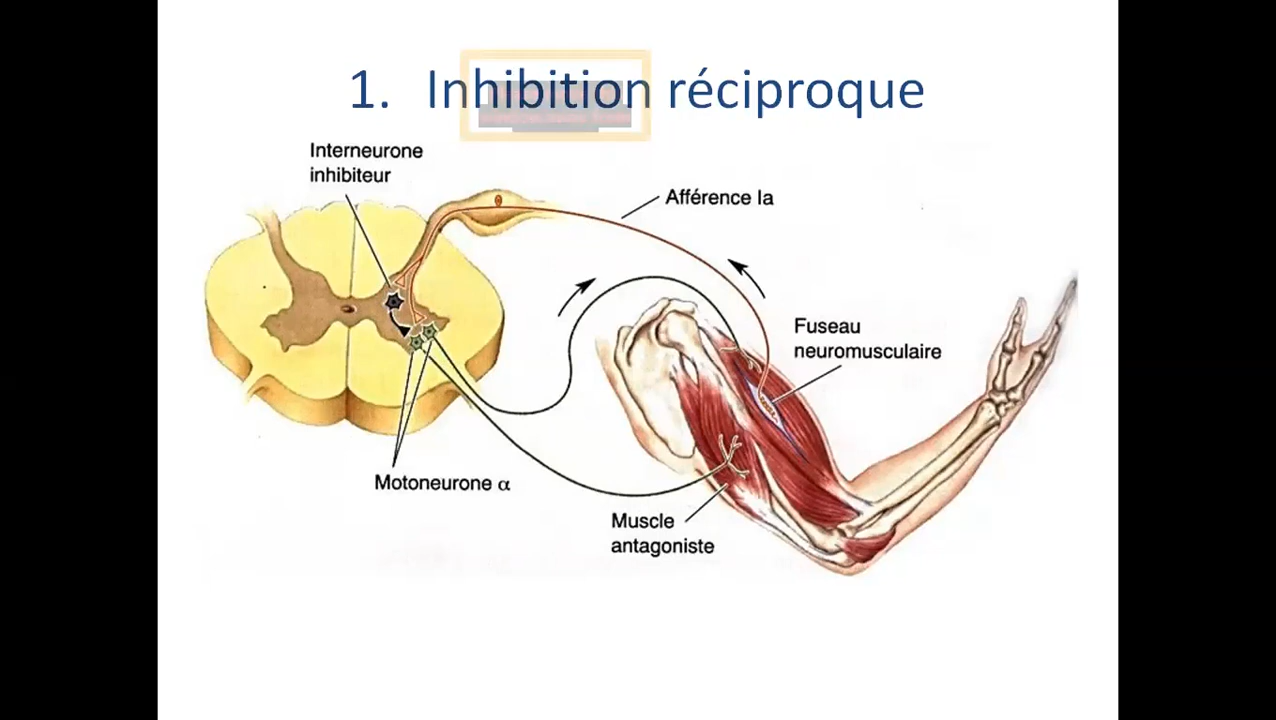 1. Inhibition réciproque
Interneurone
inhibiteur
Afférence Ia
Fuseau
neuromusculaire
Motoneurone α
Muscle
antagoniste